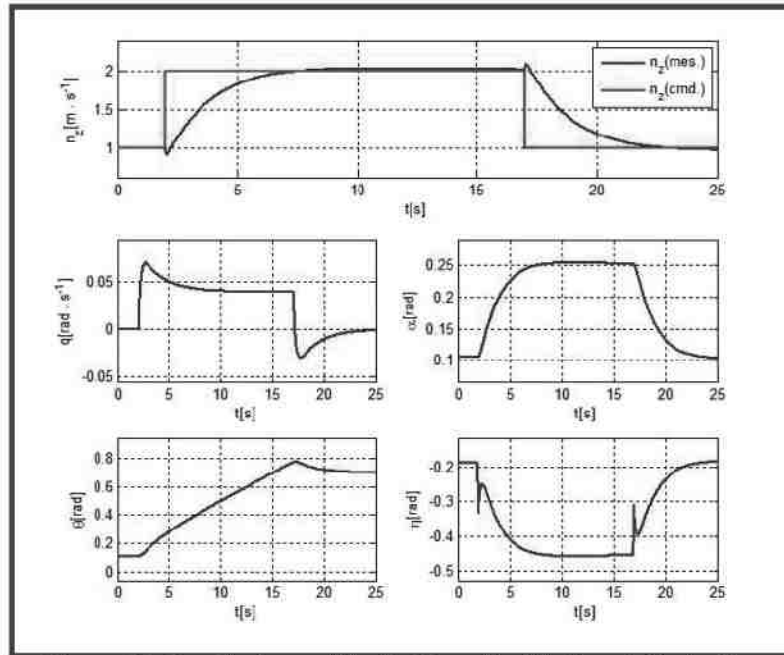 n_z[m · s^-1]
2
1.5
1
n_z(mes.)
n_z(cmd.)
0 5 10 15 20 25
t[s]
q[rad · s^-1]
0.05
0
-0.05
0 5 10 15 20 25
t[s]
α[rad]
0.25
0.2
0.15
0.1
0 5 10 15 20 25
t[s]
θ[rad]
0.8
0.6
0.4
0.2
0
0 5 10 15 20 25
t[s]
η[rad]
-0.2
-0.3
-0.4
-0.5
0 5 10 15 20 25
t[s]